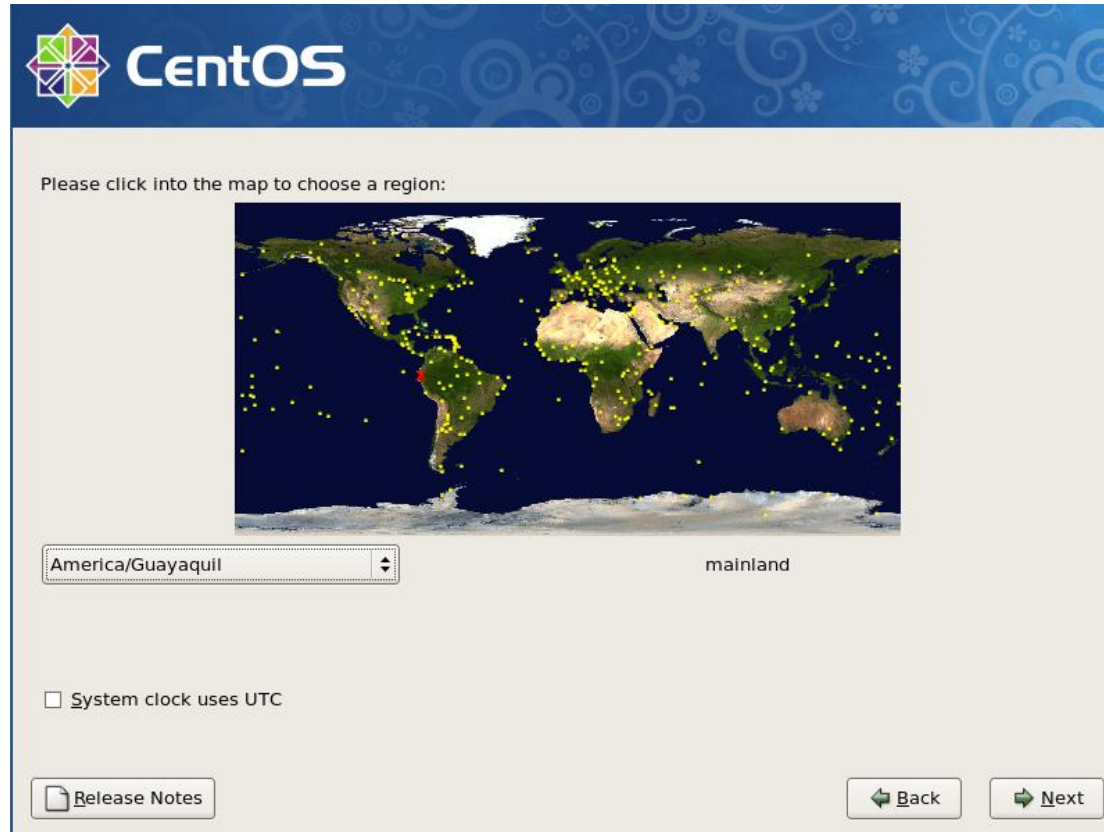 CentOS
Please click into the map to choose a region:
America/Guayaquil
mainland
System clock uses UTC
Release Notes
Back
Next